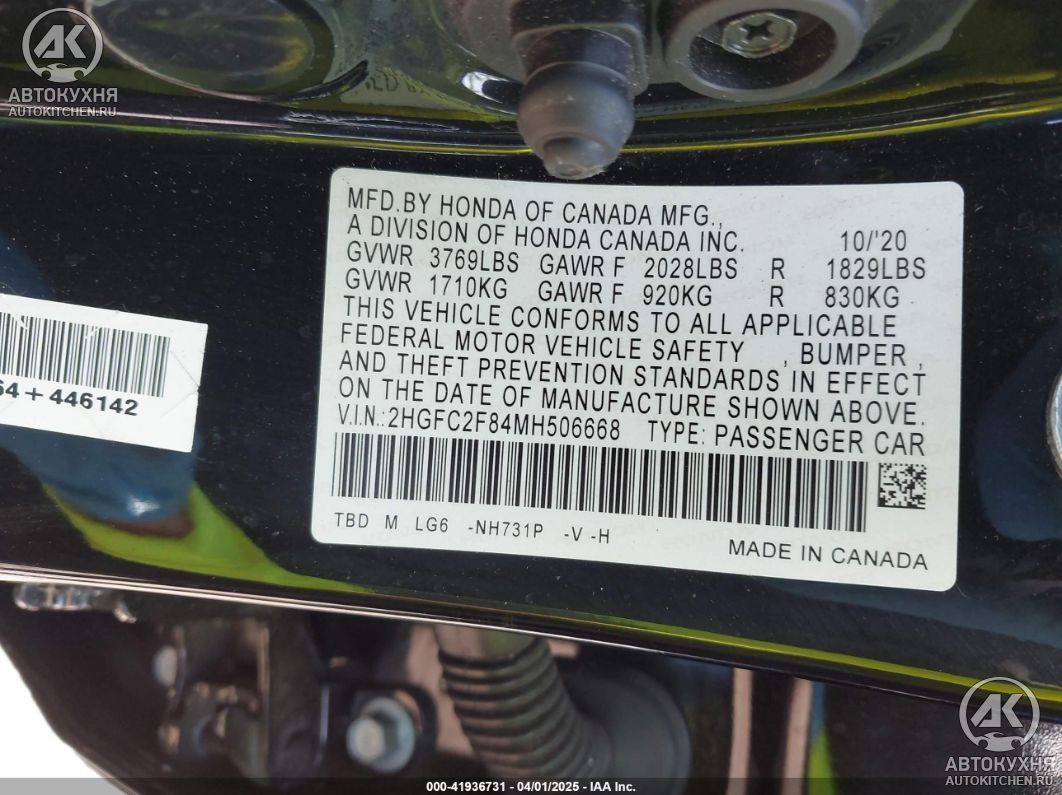 АК
АВТОКУХНЯ
AUTOKITCHEN.RU
MFD.BY HONDA OF CANADA MFG.,
A DIVISION OF HONDA CANADA INC. 10/'20
GVWR 3769LBS GAWR F 2028LBS R 1829LBS
GVWR 1710KG GAWR F 920KG R 830KG
THIS VEHICLE CONFORMS TO ALL APPLICABLE
FEDERAL MOTOR VEHICLE SAFETY , BUMPER ,
AND THEFT PREVENTION STANDARDS IN EFFECT
ON THE DATE OF MANUFACTURE SHOWN ABOVE.
V.I.N.:2HGFC2F84MH506668 TYPE: PASSENGER CAR
TBD M LG6 -NH731P -V -H
MADE IN CANADA
64 + 446142
АК
АВТОКУХНЯ
AUTOKITCHEN.RU
000-41936731 - 04/01/2025 - IAA Inc.